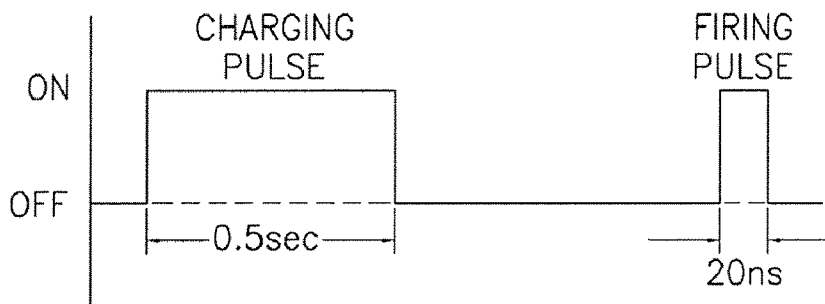 CHARGING
PULSE
FIRING
PULSE
ON
OFF
0.5sec
20ns